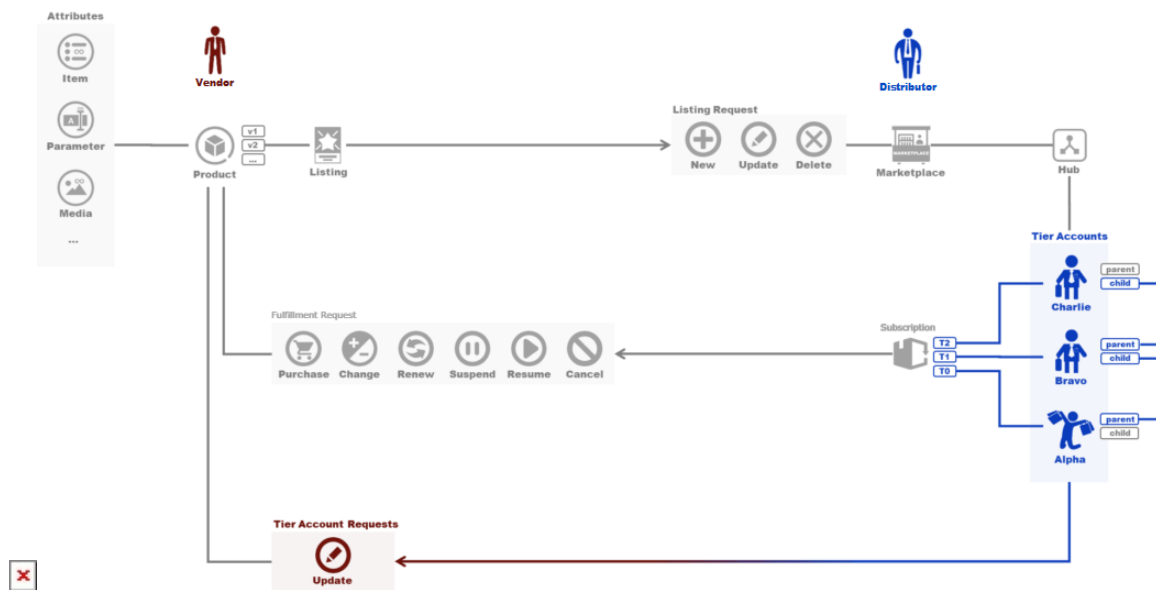 Attributes
Item
Parameter
Media
...
Vendor
Product
v1
v2
...
Listing
Listing Request
New
Update
Delete
Distributor
MARKETPLACE
Marketplace
Hub
Tier Accounts
parent
child
Charlie
parent
child
Bravo
parent
child
Alpha
Subscription
T2
T1
T0
Fulfillment Request
Purchase
Change
Renew
Suspend
Resume
Cancel
Tier Account Requests
Update